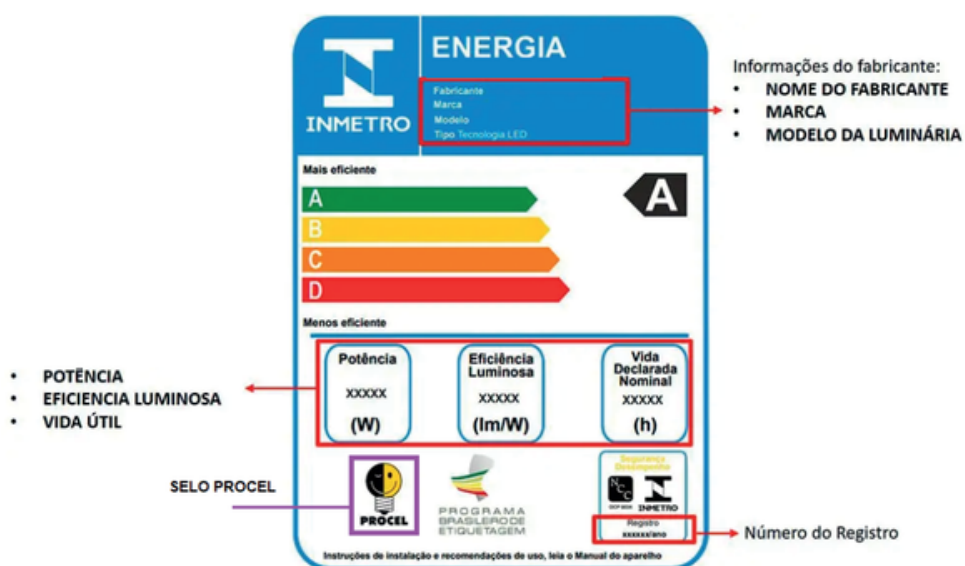 ENERGIA
INMETRO
Fabricante
Marca
Modelo
Tipo Tecnologia LED
Informações do fabricante:
• NOME DO FABRICANTE
• MARCA
• MODELO DA LUMINÁRIA
Mais eficiente
A
A
B
C
D
Menos eficiente
• POTÊNCIA
• EFICIENCIA LUMINOSA
• VIDA ÚTIL
Potência
XXXXX
(W)
Eficiência
Luminosa
XXXXX
(lm/W)
Vida
Declarada
Nominal
XXXXX
(h)
SELO PROCEL
PROCEL
PROGRAMA
BRASILEIRO DE
ETIQUETAGEM
Segurança
Desempenho
NCC
INMETRO
Registro
xxxxxx/ano
Número do Registro
Instruções de instalação e recomendações de uso, leia o Manual do aparelho